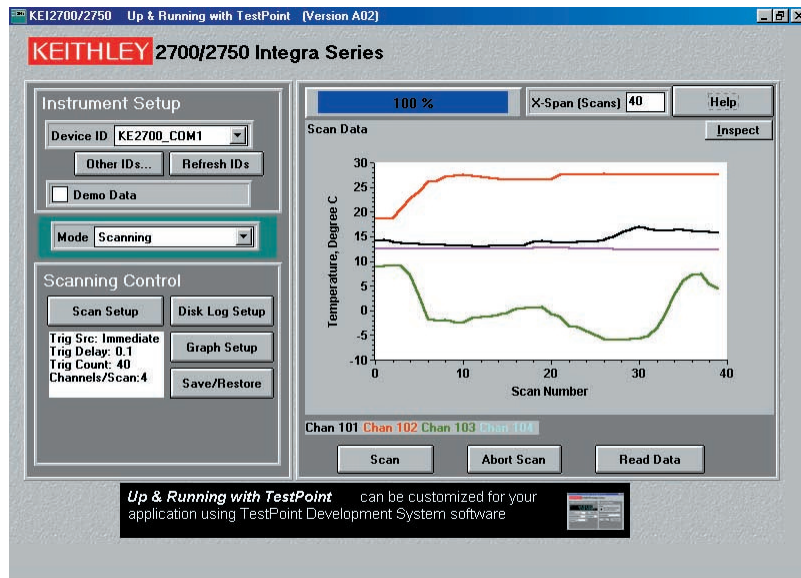 KEI2700/2750 Up & Running with TestPoint (Version A02)
KEITHLEY 2700/2750 Integra Series
Instrument Setup
Device ID KE2700_COM1
Other IDs... Refresh IDs
Demo Data
Mode Scanning
Scanning Control
Scan Setup Disk Log Setup
Trig Src: Immediate
Trig Delay: 0.1
Trig Count: 40
Channels/Scan:4
Graph Setup
Save/Restore
100 % X-Span (Scans) 40 Help
Scan Data Inspect
Temperature, Degree C
30
25
20
15
10
5
0
-5
-10
0 10 20 30 40
Scan Number
Chan 101 Chan 102 Chan 103 Chan 104
Scan Abort Scan Read Data
Up & Running with TestPoint can be customized for your
application using TestPoint Development System software